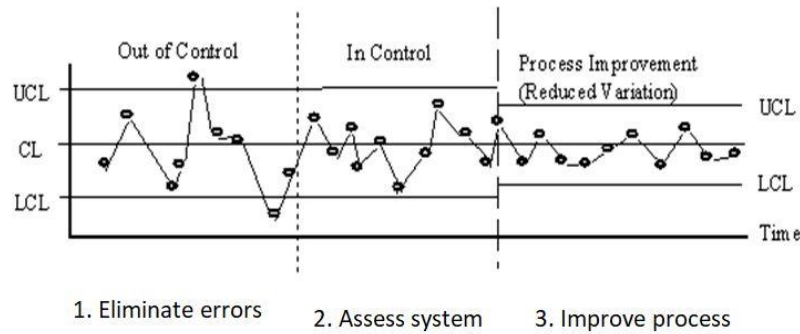 Out of Control
In Control
Process Improvement
(Reduced Variation)
UCL
UCL
CL
LCL
LCL
Time
1. Eliminate errors
2. Assess system
3. Improve process